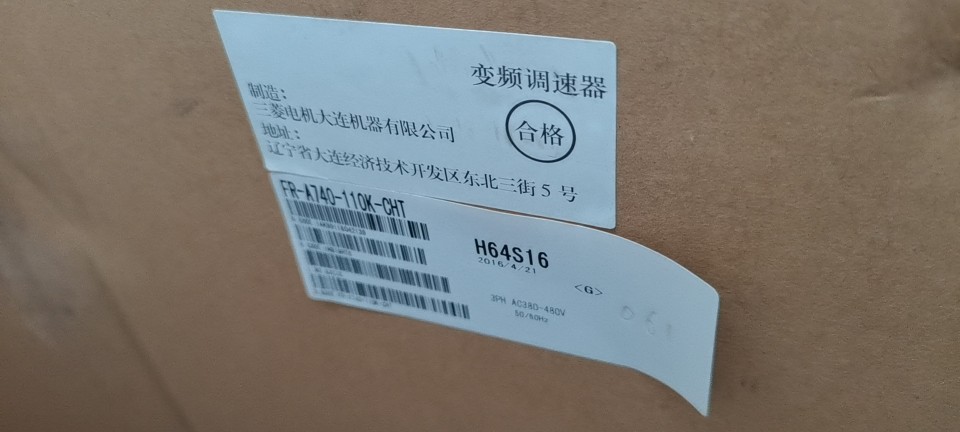 变频调速器
制造:
三菱电机大连机器有限公司
合格
地址:
辽宁省大连经济技术开发区东北三街5号
FR-A740-110K-CHT
H64S16
2016/4/21
<G>
3PH AC380-480V
50/60Hz